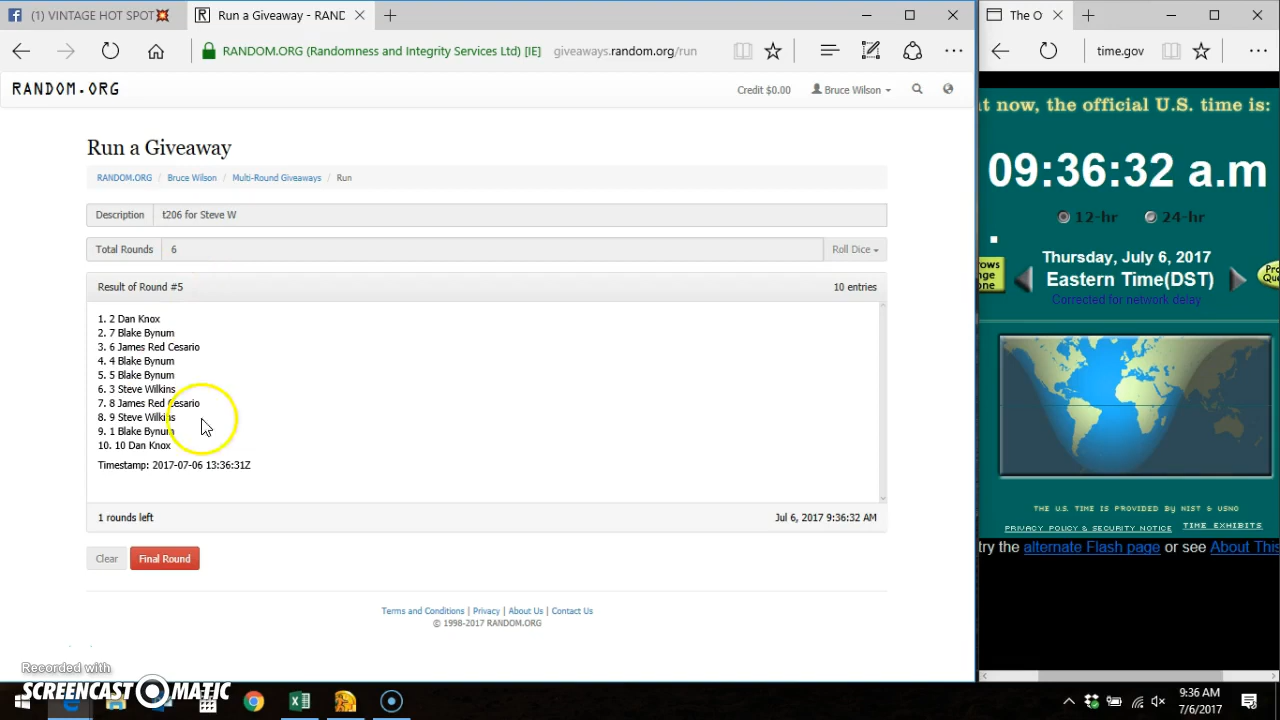 (1) VINTAGE HOT SPOT
Run a Giveaway - RAND
The O
RANDOM.ORG (Randomness and Integrity Services Ltd) [IE]
giveaways.random.org/run
time.gov
RANDOM.ORG
Credit $0.00
Bruce Wilson
t now, the official U.S. time is:
Run a Giveaway
09:36:32 a.m
RANDOM.ORG / Bruce Wilson / Multi-Round Giveaways / Run
Description t206 for Steve W
12-hr 24-hr
Total Rounds 6
Roll Dice
Thursday, July 6, 2017
Eastern Time(DST)
Corrected for network delay
rows
nge
one
Pro
Que
Result of Round #5
10 entries
1. 2 Dan Knox
2. 7 Blake Bynum
3. 6 James Red Cesario
4. 4 Blake Bynum
5. 5 Blake Bynum
6. 3 Steve Wilkins
7. 8 James Red Cesario
8. 9 Steve Wilkins
9. 1 Blake Bynum
10. 10 Dan Knox
Timestamp: 2017-07-06 13:36:31Z
1 rounds left
Jul 6, 2017 9:36:32 AM
THE U.S. TIME IS PROVIDED BY NIST & USNO
PRIVACY POLICY & SECURITY NOTICE TIME EXHIBITS
try the alternate Flash page or see About This
Clear
Final Round
Terms and Conditions | Privacy | About Us | Contact Us
© 1998-2017 RANDOM.ORG
Recorded with
SCREENCAST MATIC
9:36 AM
7/6/2017